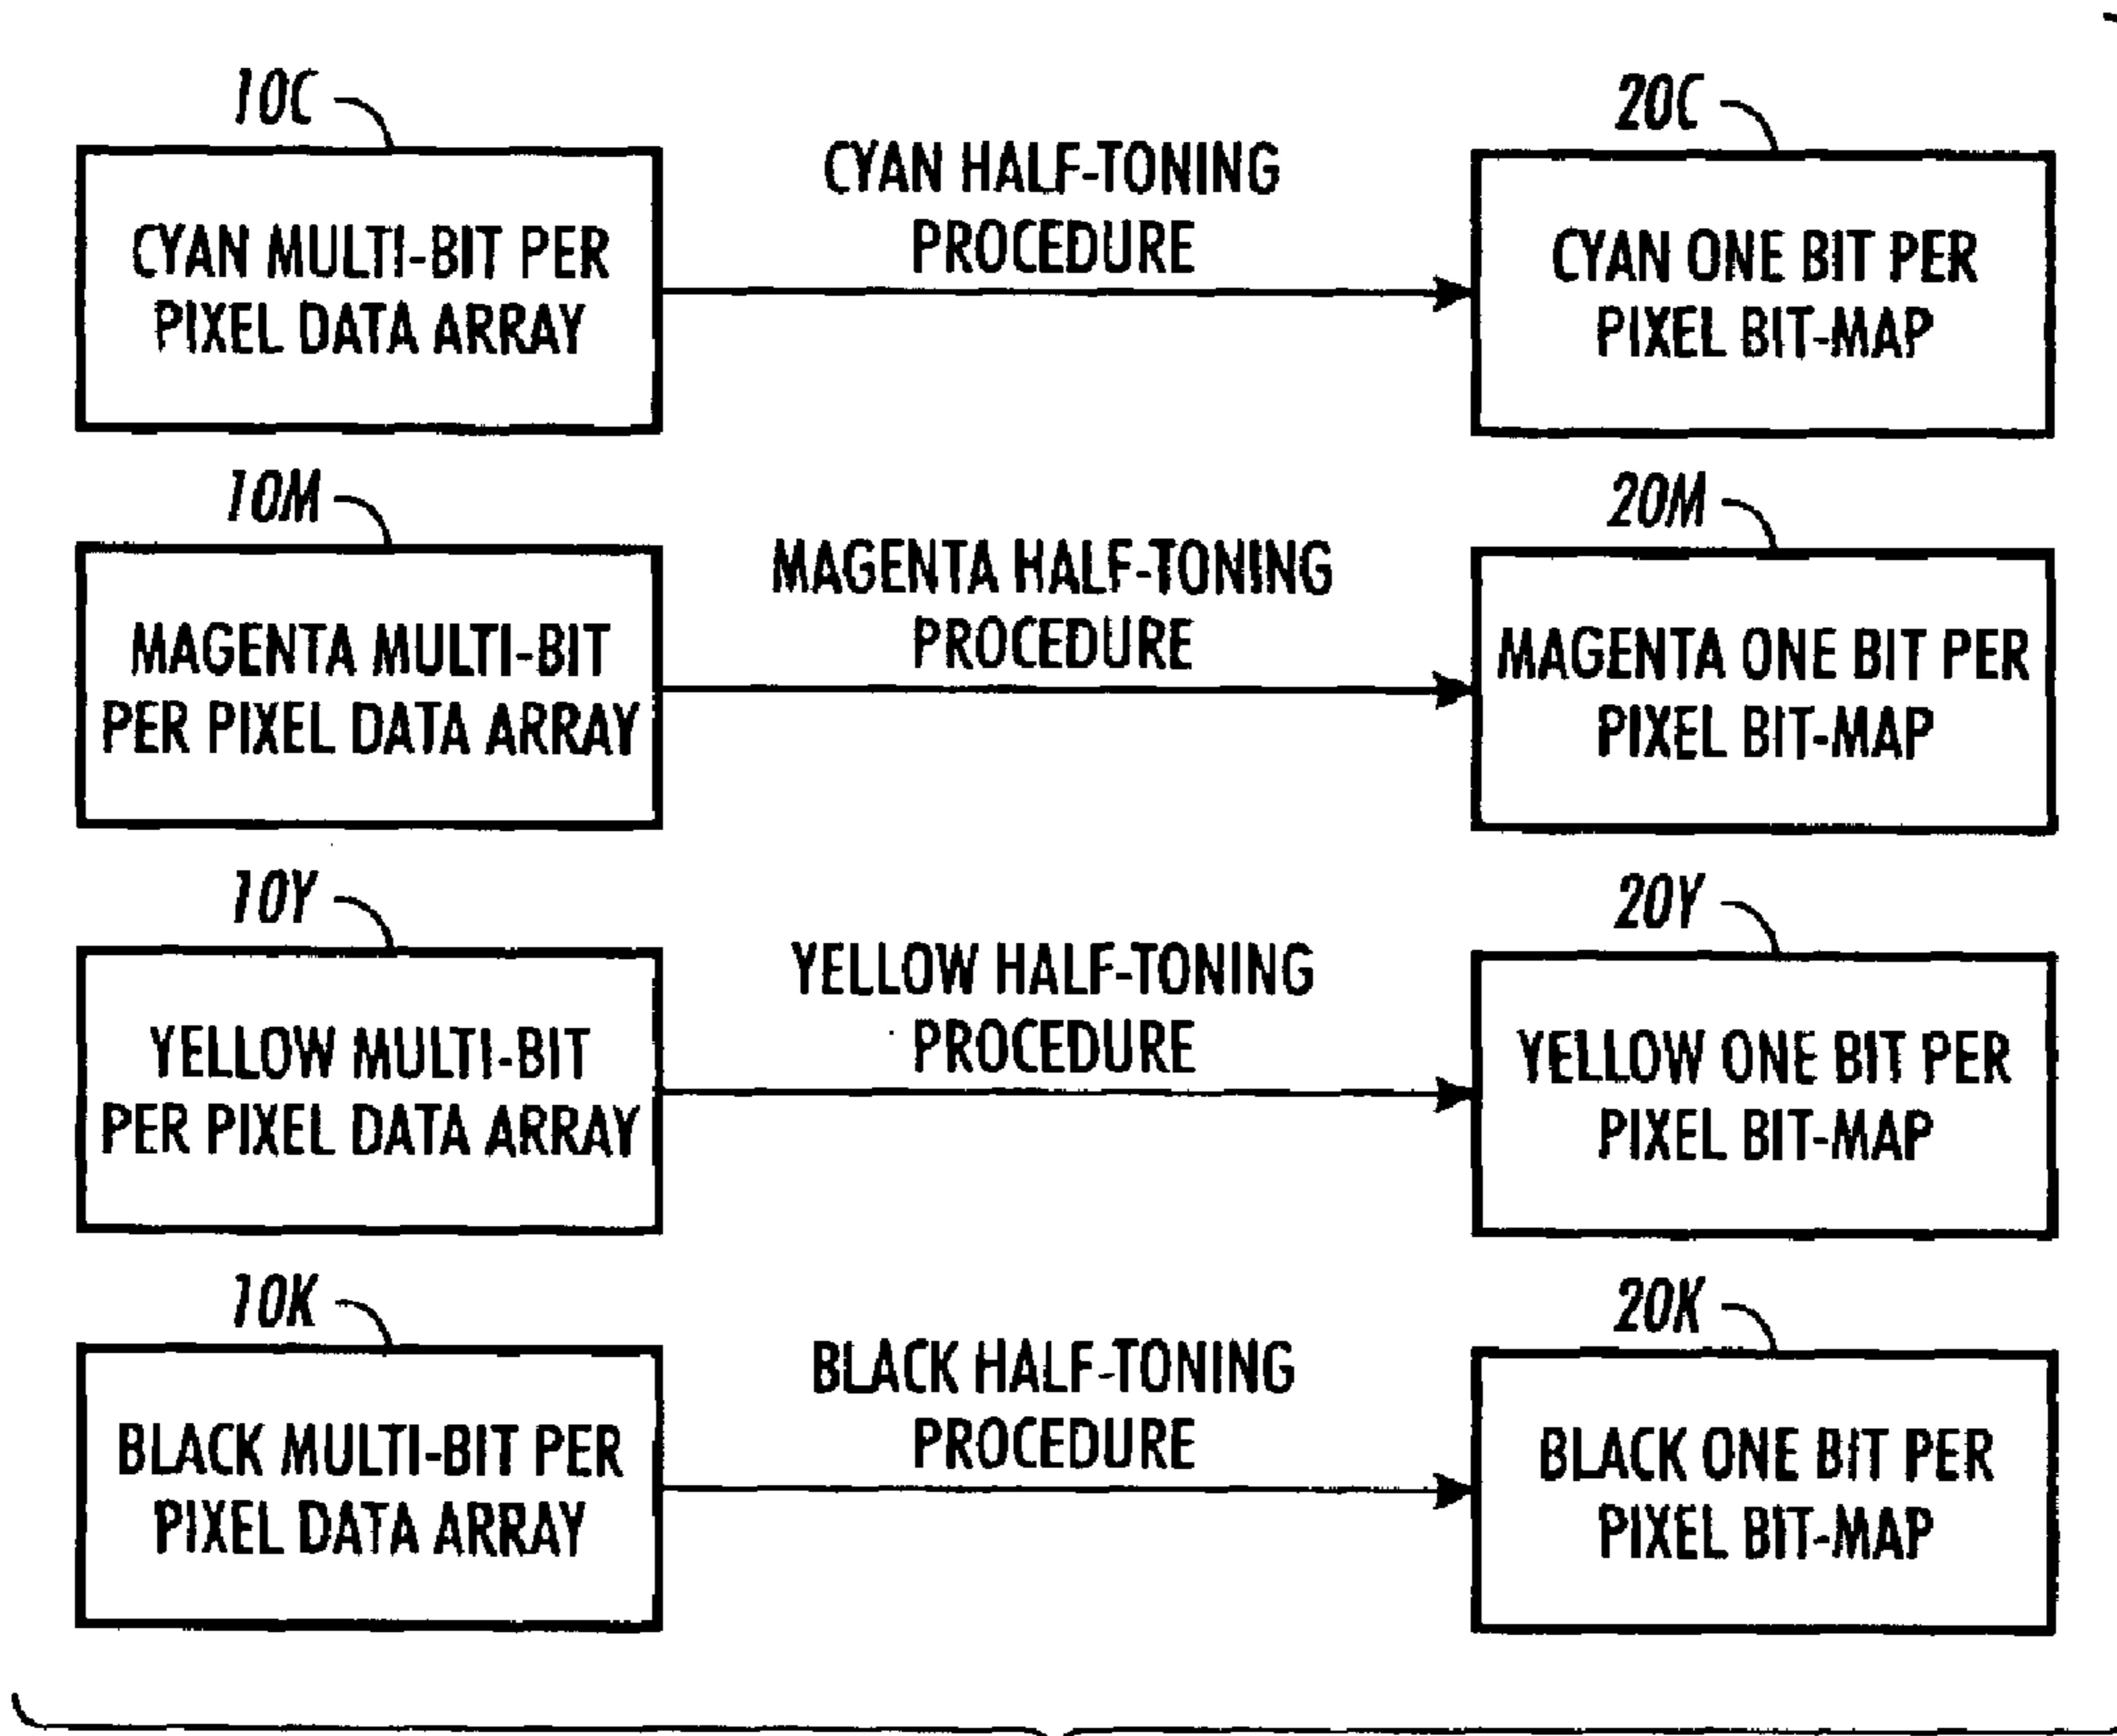 10C
20C
CYAN HALF-TONING
PROCEDURE
CYAN MULTI-BIT PER
PIXEL DATA ARRAY
CYAN ONE BIT PER
PIXEL BIT-MAP
10M
20M
MAGENTA HALF-TONING
PROCEDURE
MAGENTA MULTI-BIT
PER PIXEL DATA ARRAY
MAGENTA ONE BIT PER
PIXEL BIT-MAP
10Y
20Y
YELLOW HALF-TONING
PROCEDURE
YELLOW MULTI-BIT
PER PIXEL DATA ARRAY
YELLOW ONE BIT PER
PIXEL BIT-MAP
10K
20K
BLACK HALF-TONING
PROCEDURE
BLACK MULTI-BIT PER
PIXEL DATA ARRAY
BLACK ONE BIT PER
PIXEL BIT-MAP